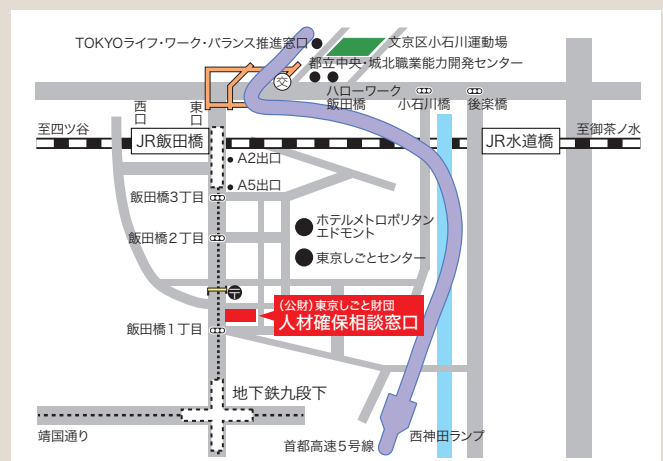 TOKYOライフ・ワーク・バランス推進窓口
文京区小石川運動場
都立中央・城北職業能力開発センター
交
ハローワーク
飯田橋
小石川橋
後楽橋
西口
東口
至四ツ谷
JR飯田橋
JR水道橋
至御茶ノ水
A2出口
A5出口
飯田橋3丁目
ホテルメトロポリタン
エドモント
飯田橋2丁目
東京しごとセンター
〒
(公財)東京しごと財団
人材確保相談窓口
飯田橋1丁目
地下鉄九段下
靖国通り
首都高速5号線
西神田ランプ